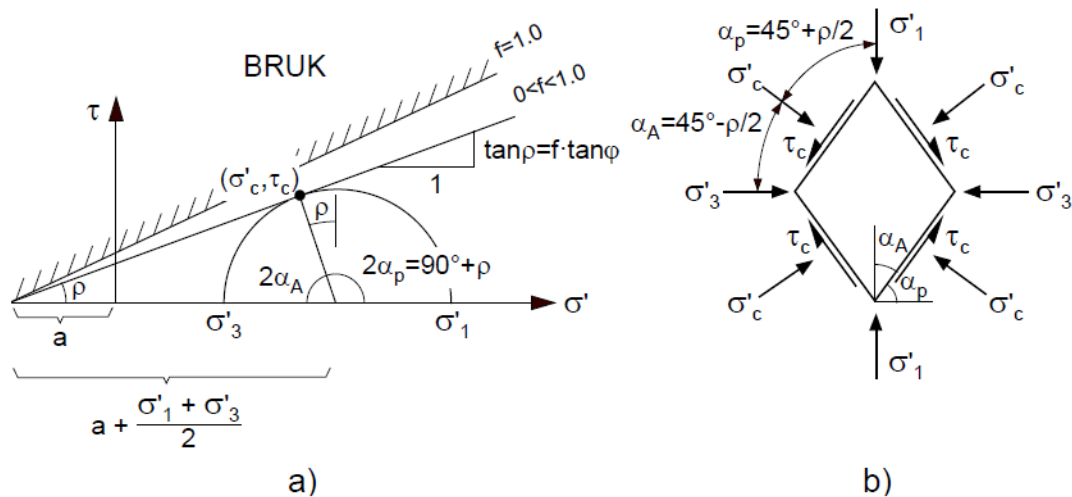 BRUK
f=1.0
0<f<1.0
τ
tanρ=f·tanφ
1
(σ'c,τc)
ρ
ρ
2αA
2αp=90°+ρ
σ'3
σ'1
σ'
a
a + σ'1 + σ'3
2
a)
αp=45°+ρ/2
σ'1
σ'c
σ'c
αA=45°-ρ/2
τc
τc
σ'3
σ'3
τc
αA
τc
αp
σ'c
σ'c
σ'1
b)